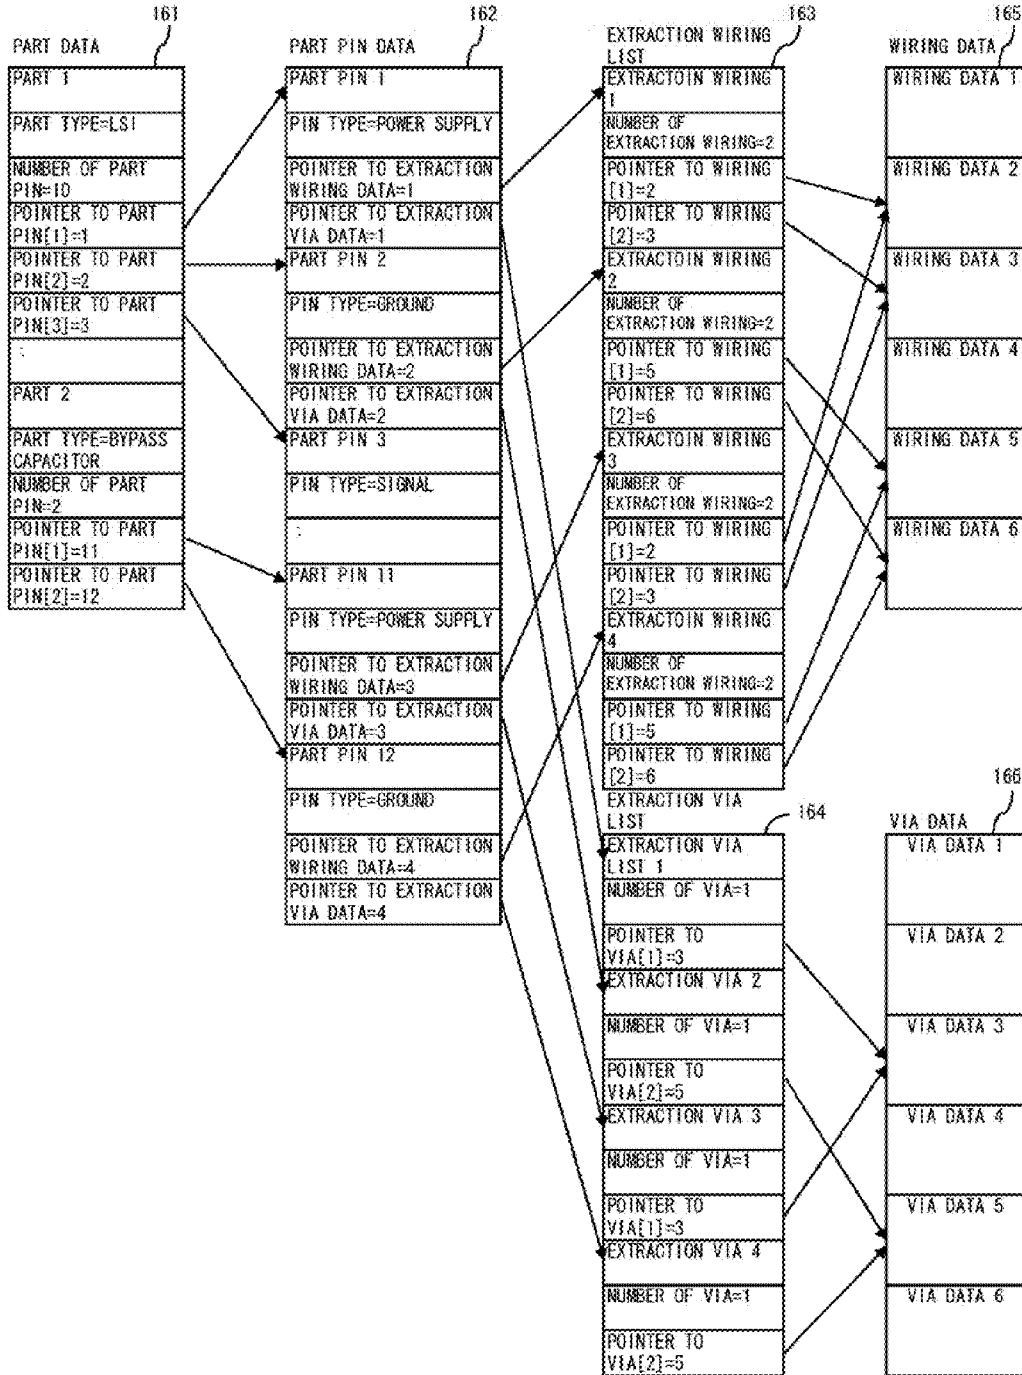 161
PART DATA
PART 1
PART TYPE=LSI
NUMBER OF PART
PIN=10
POINTER TO PART
PIN[1]=1
POINTER TO PART
PIN[2]=2
POINTER TO PART
PIN[3]=3
:
PART 2
PART TYPE=BYPASS
CAPACITOR
NUMBER OF PART
PIN=2
POINTER TO PART
PIN[1]=11
POINTER TO PART
PIN[2]=12
162
PART PIN DATA
PART PIN 1
PIN TYPE=POWER SUPPLY
POINTER TO EXTRACTION
WIRING DATA=1
POINTER TO EXTRACTION
VIA DATA=1
PART PIN 2
PIN TYPE=GROUND
POINTER TO EXTRACTION
WIRING DATA=2
POINTER TO EXTRACTION
VIA DATA=2
PART PIN 3
PIN TYPE=SIGNAL
:
PART PIN 11
PIN TYPE=POWER SUPPLY
POINTER TO EXTRACTION
WIRING DATA=3
POINTER TO EXTRACTION
VIA DATA=3
PART PIN 12
PIN TYPE=GROUND
POINTER TO EXTRACTION
WIRING DATA=4
POINTER TO EXTRACTION
VIA DATA=4
163
EXTRACTION WIRING
LIST
EXTRACTOIN WIRING
1
NUMBER OF
EXTRACTION WIRING=2
POINTER TO WIRING
[1]=2
POINTER TO WIRING
[2]=3
EXTRACTOIN WIRING
2
NUMBER OF
EXTRACTION WIRING=2
POINTER TO WIRING
[1]=5
POINTER TO WIRING
[2]=6
EXTRACTOIN WIRING
3
NUMBER OF
EXTRACTION WIRING=2
POINTER TO WIRING
[1]=2
POINTER TO WIRING
[2]=3
EXTRACTOIN WIRING
4
NUMBER OF
EXTRACTION WIRING=2
POINTER TO WIRING
[1]=5
POINTER TO WIRING
[2]=6
EXTRACTION VIA
LIST
164
EXTRACTION VIA
LIST 1
NUMBER OF VIA=1
POINTER TO
VIA[1]=3
EXTRACTION VIA 2
NUMBER OF VIA=1
POINTER TO
VIA[2]=5
EXTRACTION VIA 3
NUMBER OF VIA=1
POINTER TO
VIA[1]=3
EXTRACTION VIA 4
NUMBER OF VIA=1
POINTER TO
VIA[2]=5
165
WIRING DATA
WIRING DATA 1
WIRING DATA 2
WIRING DATA 3
WIRING DATA 4
WIRING DATA 5
WIRING DATA 6
166
VIA DATA
VIA DATA 1
VIA DATA 2
VIA DATA 3
VIA DATA 4
VIA DATA 5
VIA DATA 6